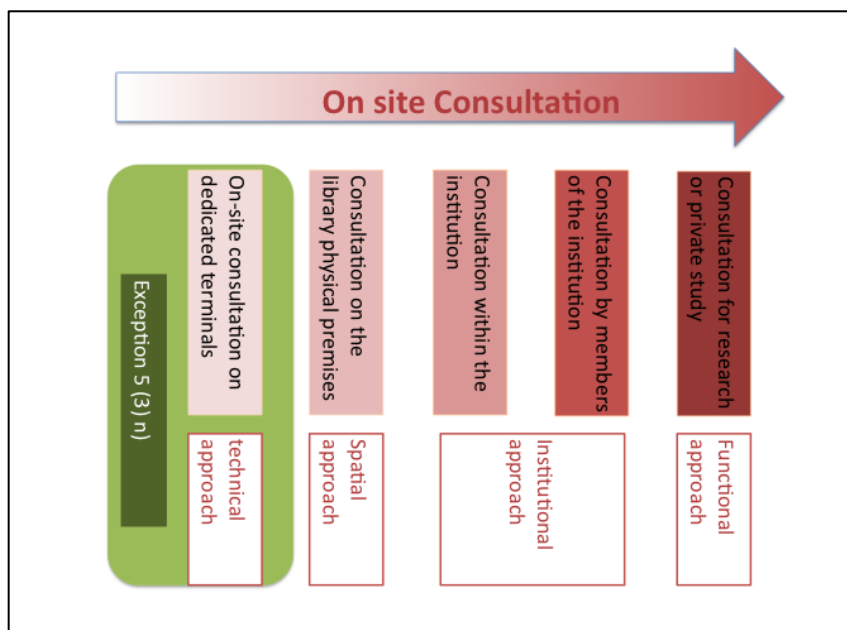 On site Consultation
On-site consultation on
dedicated terminals
Consultation on the
library physical premises
Consultation within the
institution
Consultation by members
of the institution
Consultation for research
or private study
Exception 5 (3) n)
technical
approach
Spatial
approach
Institutional
approach
Functional
approach